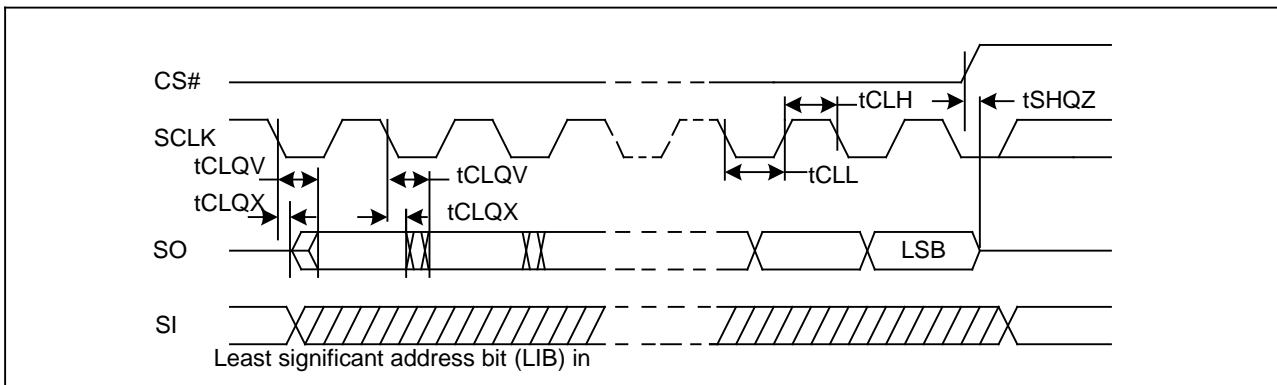 CS#
tCLH
tSHQZ
SCLK
tCLQV
tCLQV
tCLL
tCLQX
tCLQX
SO
LSB
SI
Least significant address bit (LIB) in